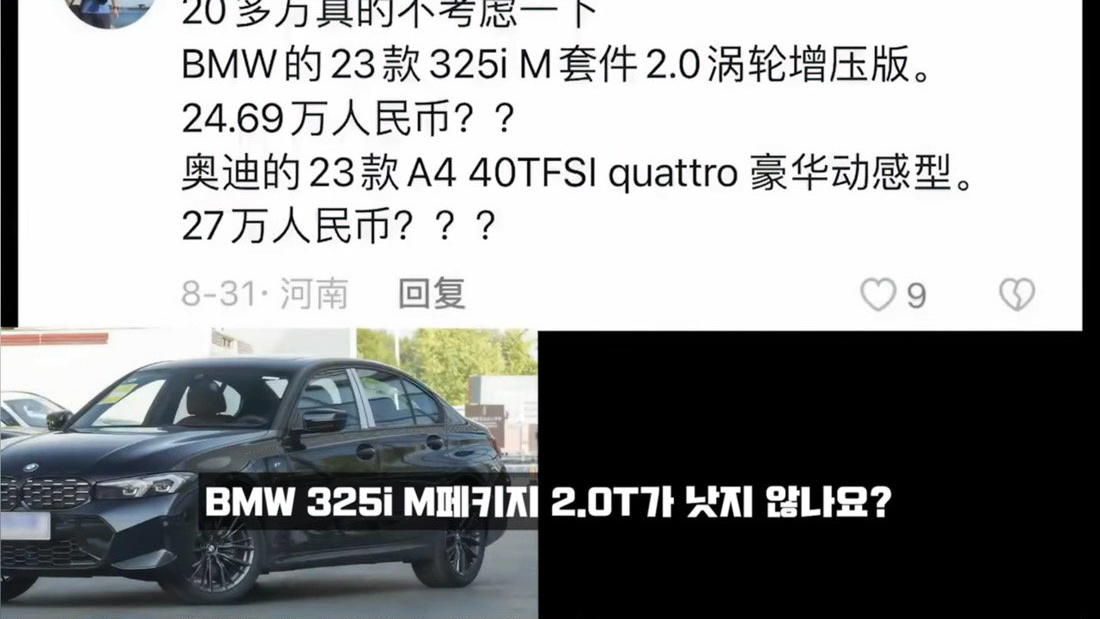 20多万真的不考虑一下
BMW的23款325i M套件2.0涡轮增压版。
24.69万人民币？？
奥迪的23款A4 40TFSI quattro 豪华动感型。
27万人民币？？？
8-31·河南 回复 9
BMW 325i M페키지 2.0T가 낫지 않나요?